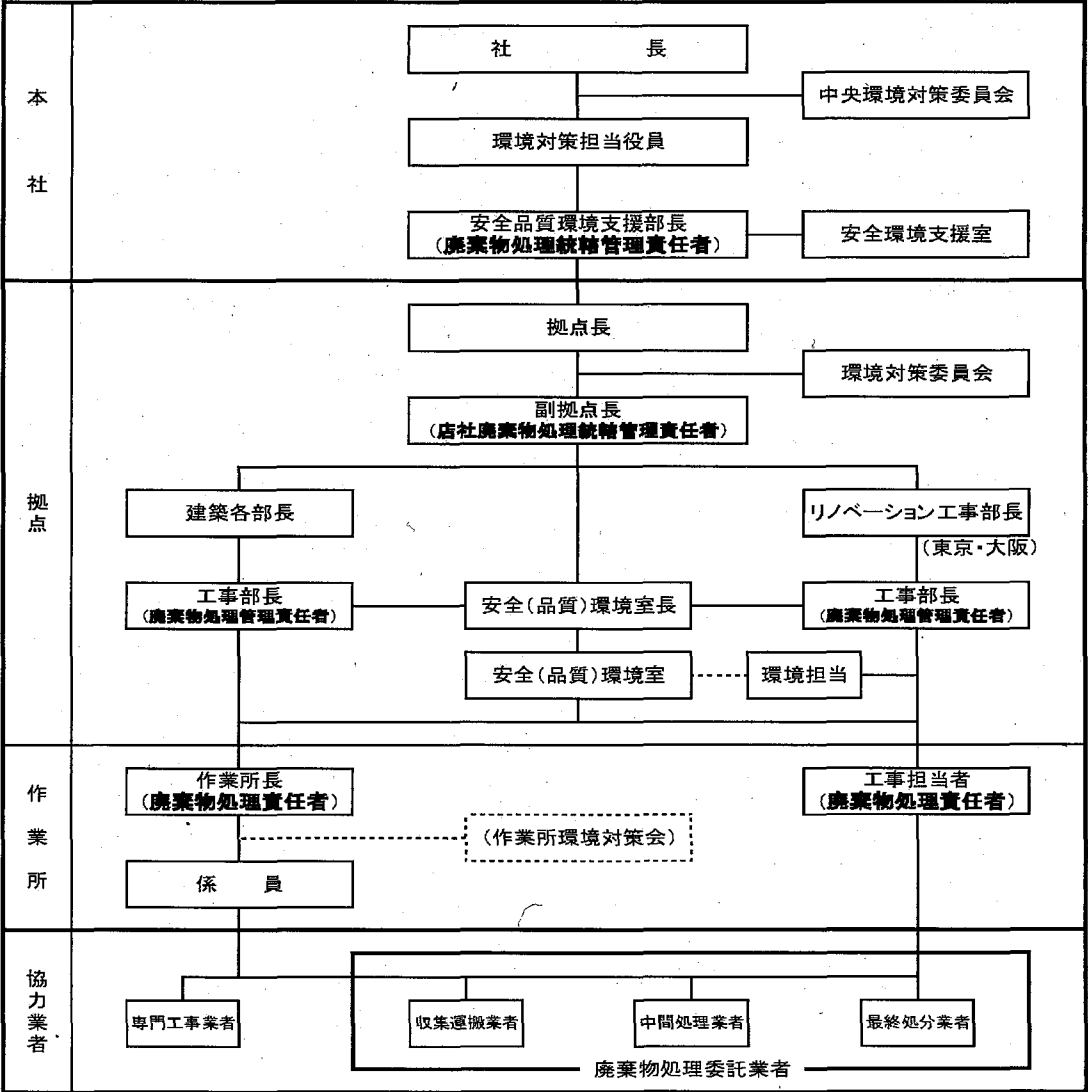 本社
社　長
中央環境対策委員会
環境対策担当役員
安全品質環境支援部長
(廃棄物処理統轄管理責任者)
安全環境支援室
拠点
拠点長
環境対策委員会
副拠点長
(店社廃棄物処理統轄管理責任者)
建築各部長
リノベーション工事部長
(東京・大阪)
工事部長
(廃棄物処理管理責任者)
安全(品質)環境室長
工事部長
(廃棄物処理管理責任者)
安全(品質)環境室
環境担当
作業所
作業所長
(廃棄物処理責任者)
工事担当者
(廃棄物処理責任者)
(作業所環境対策会)
係　員
協力業者
専門工事業者
収集運搬業者
中間処理業者
最終処分業者
廃棄物処理委託業者